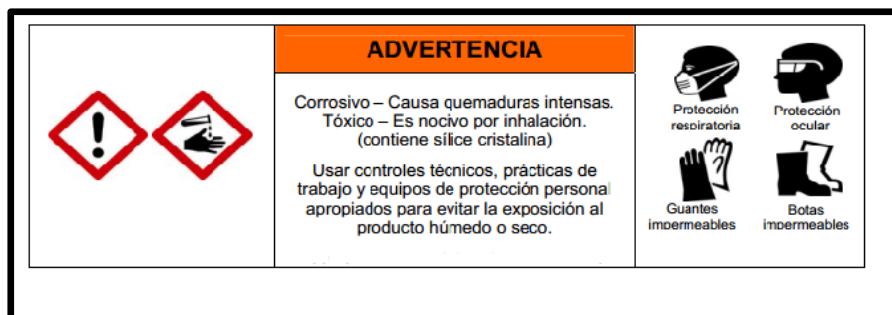 ADVERTENCIA
Corrosivo – Causa quemaduras intensas.
Tóxico – Es nocivo por inhalación.
(contiene sílice cristalina)
Usar controles técnicos, prácticas de
trabajo y equipos de protección personal
apropiados para evitar la exposición al
producto húmedo o seco.
Protección
respiratoria
Protección
ocular
Guantes
impermeables
Botas
impermeables